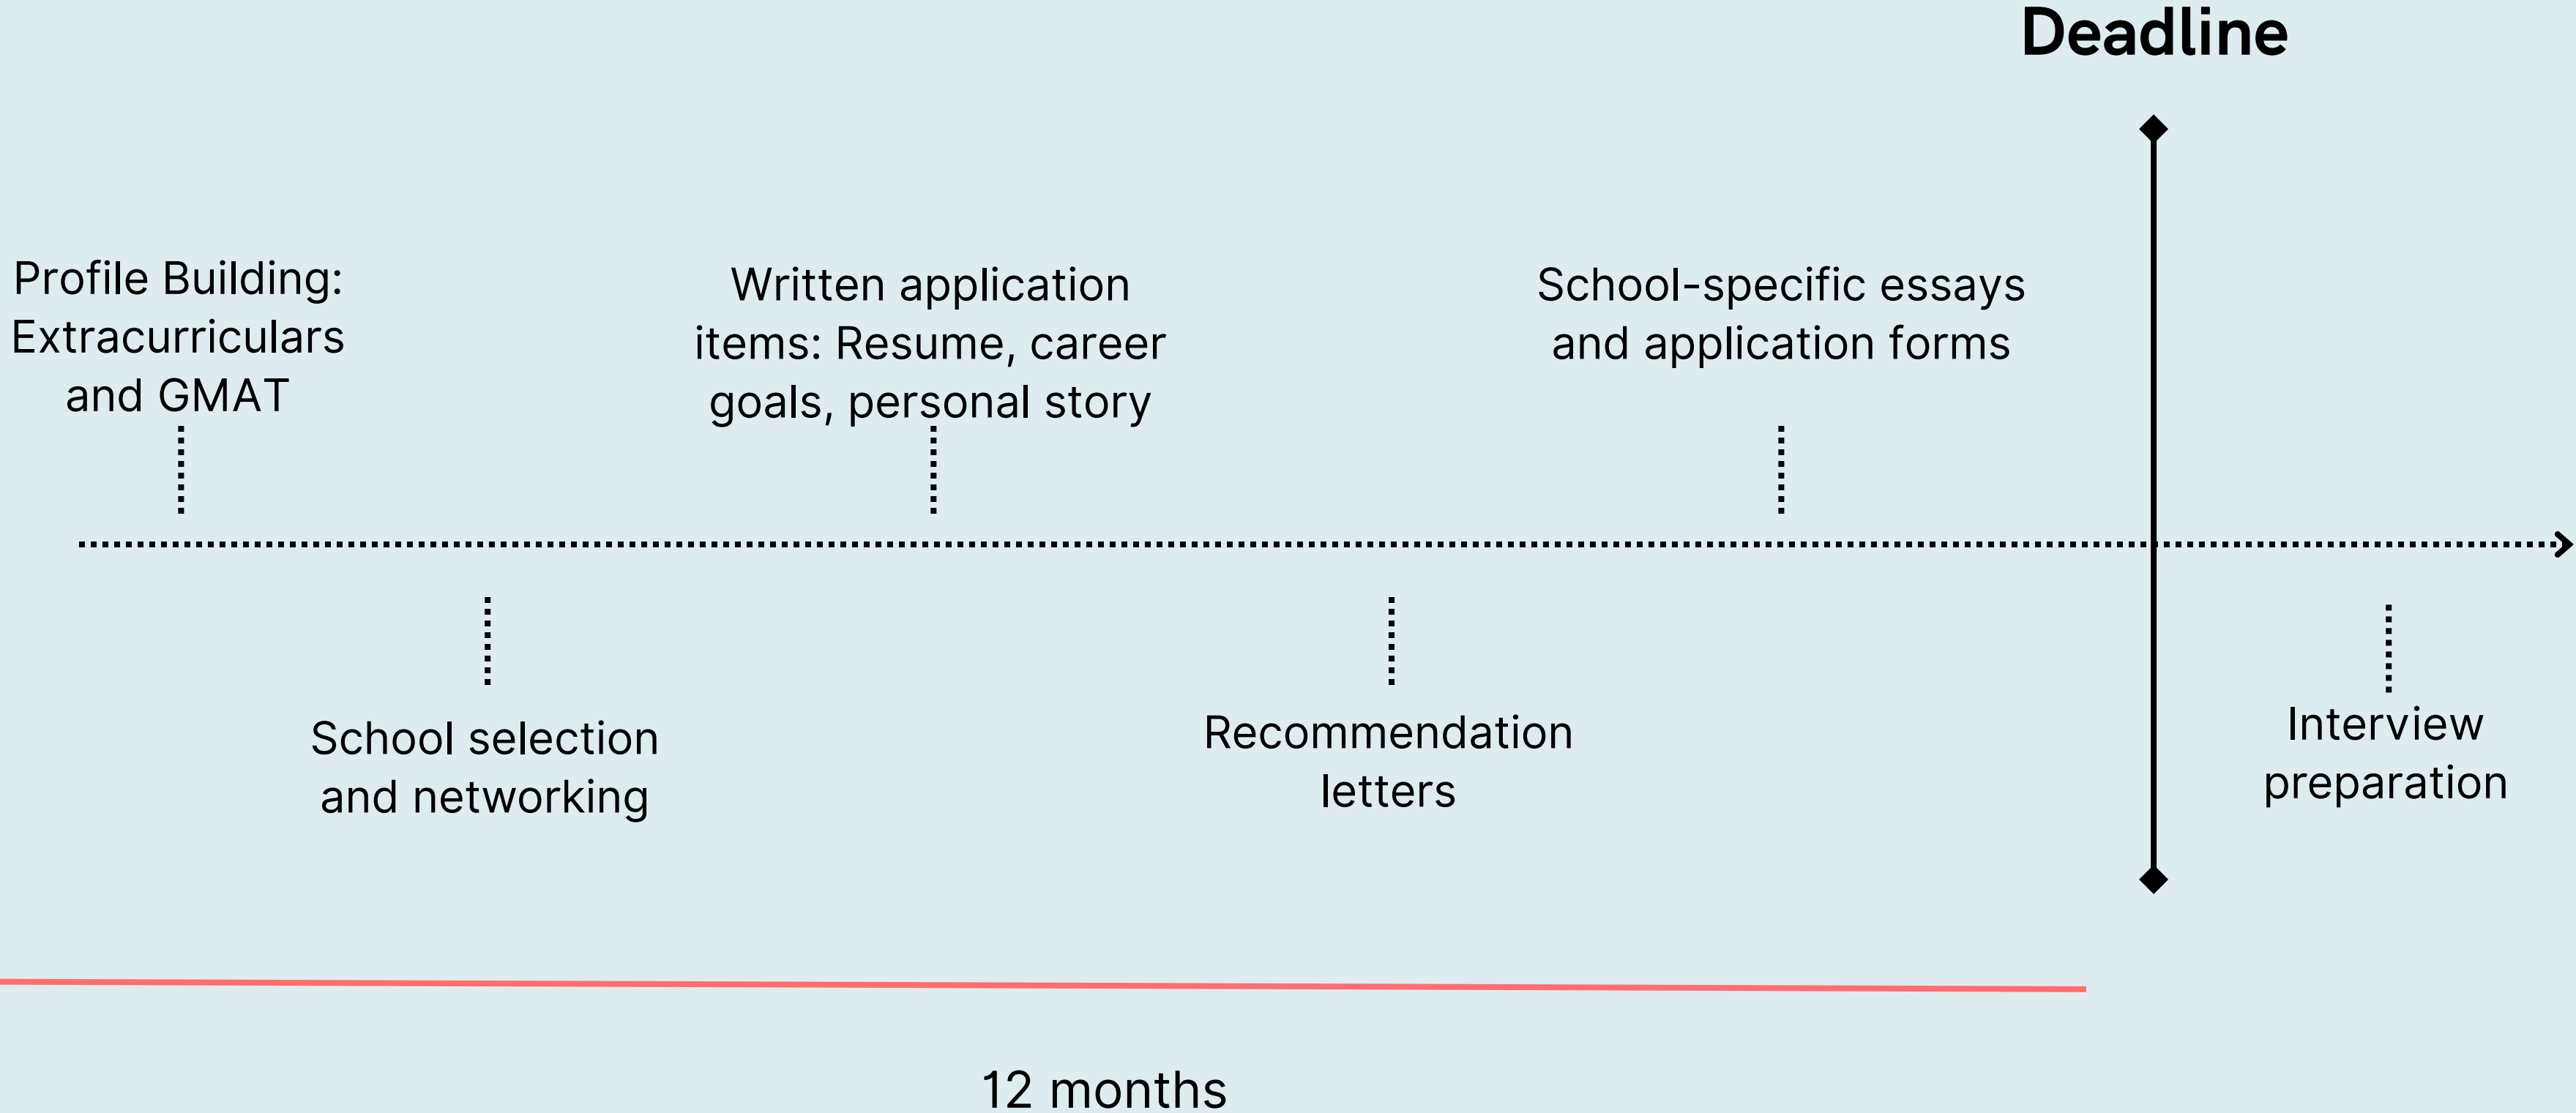 Deadline
Profile Building:
Extracurriculars
and GMAT
Written application
items: Resume, career
goals, personal story
School-specific essays
and application forms
School selection
and networking
Recommendation
letters
Interview
preparation
12 months